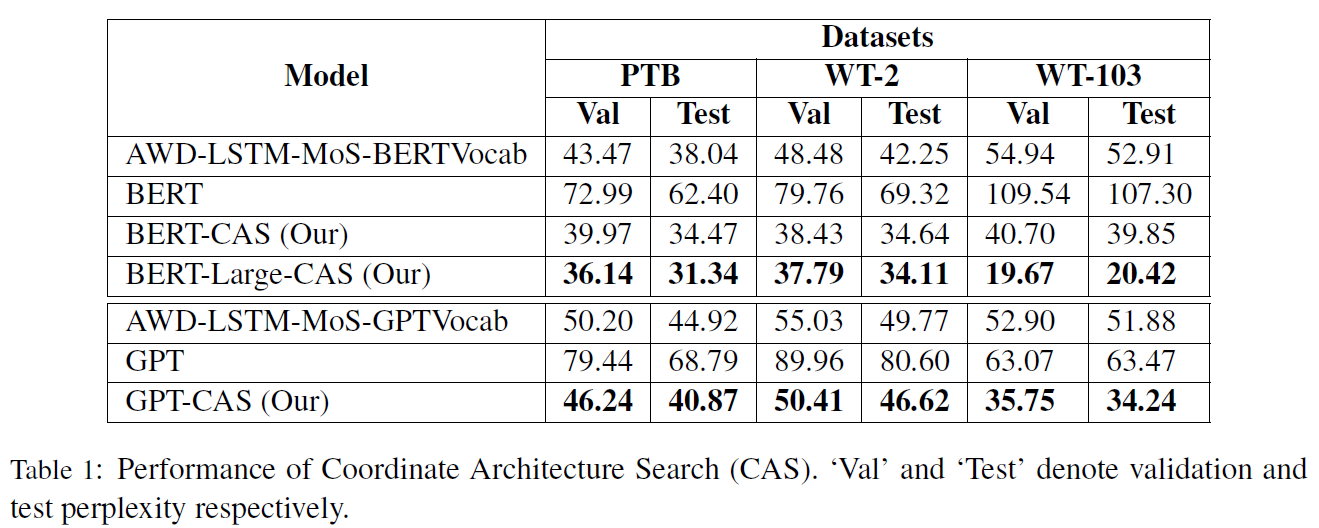 Model Datasets
PTB WT-2 WT-103
Val Test Val Test Val Test
AWD-LSTM-MoS-BERTVocab 43.47 38.04 48.48 42.25 54.94 52.91
BERT 72.99 62.40 79.76 69.32 109.54 107.30
BERT-CAS (Our) 39.97 34.47 38.43 34.64 40.70 39.85
BERT-Large-CAS (Our) 36.14 31.34 37.79 34.11 19.67 20.42
AWD-LSTM-MoS-GPTVocab 50.20 44.92 55.03 49.77 52.90 51.88
GPT 79.44 68.79 89.96 80.60 63.07 63.47
GPT-CAS (Our) 46.24 40.87 50.41 46.62 35.75 34.24
Table 1: Performance of Coordinate Architecture Search (CAS). ‘Val’ and ‘Test’ denote validation and
test perplexity respectively.